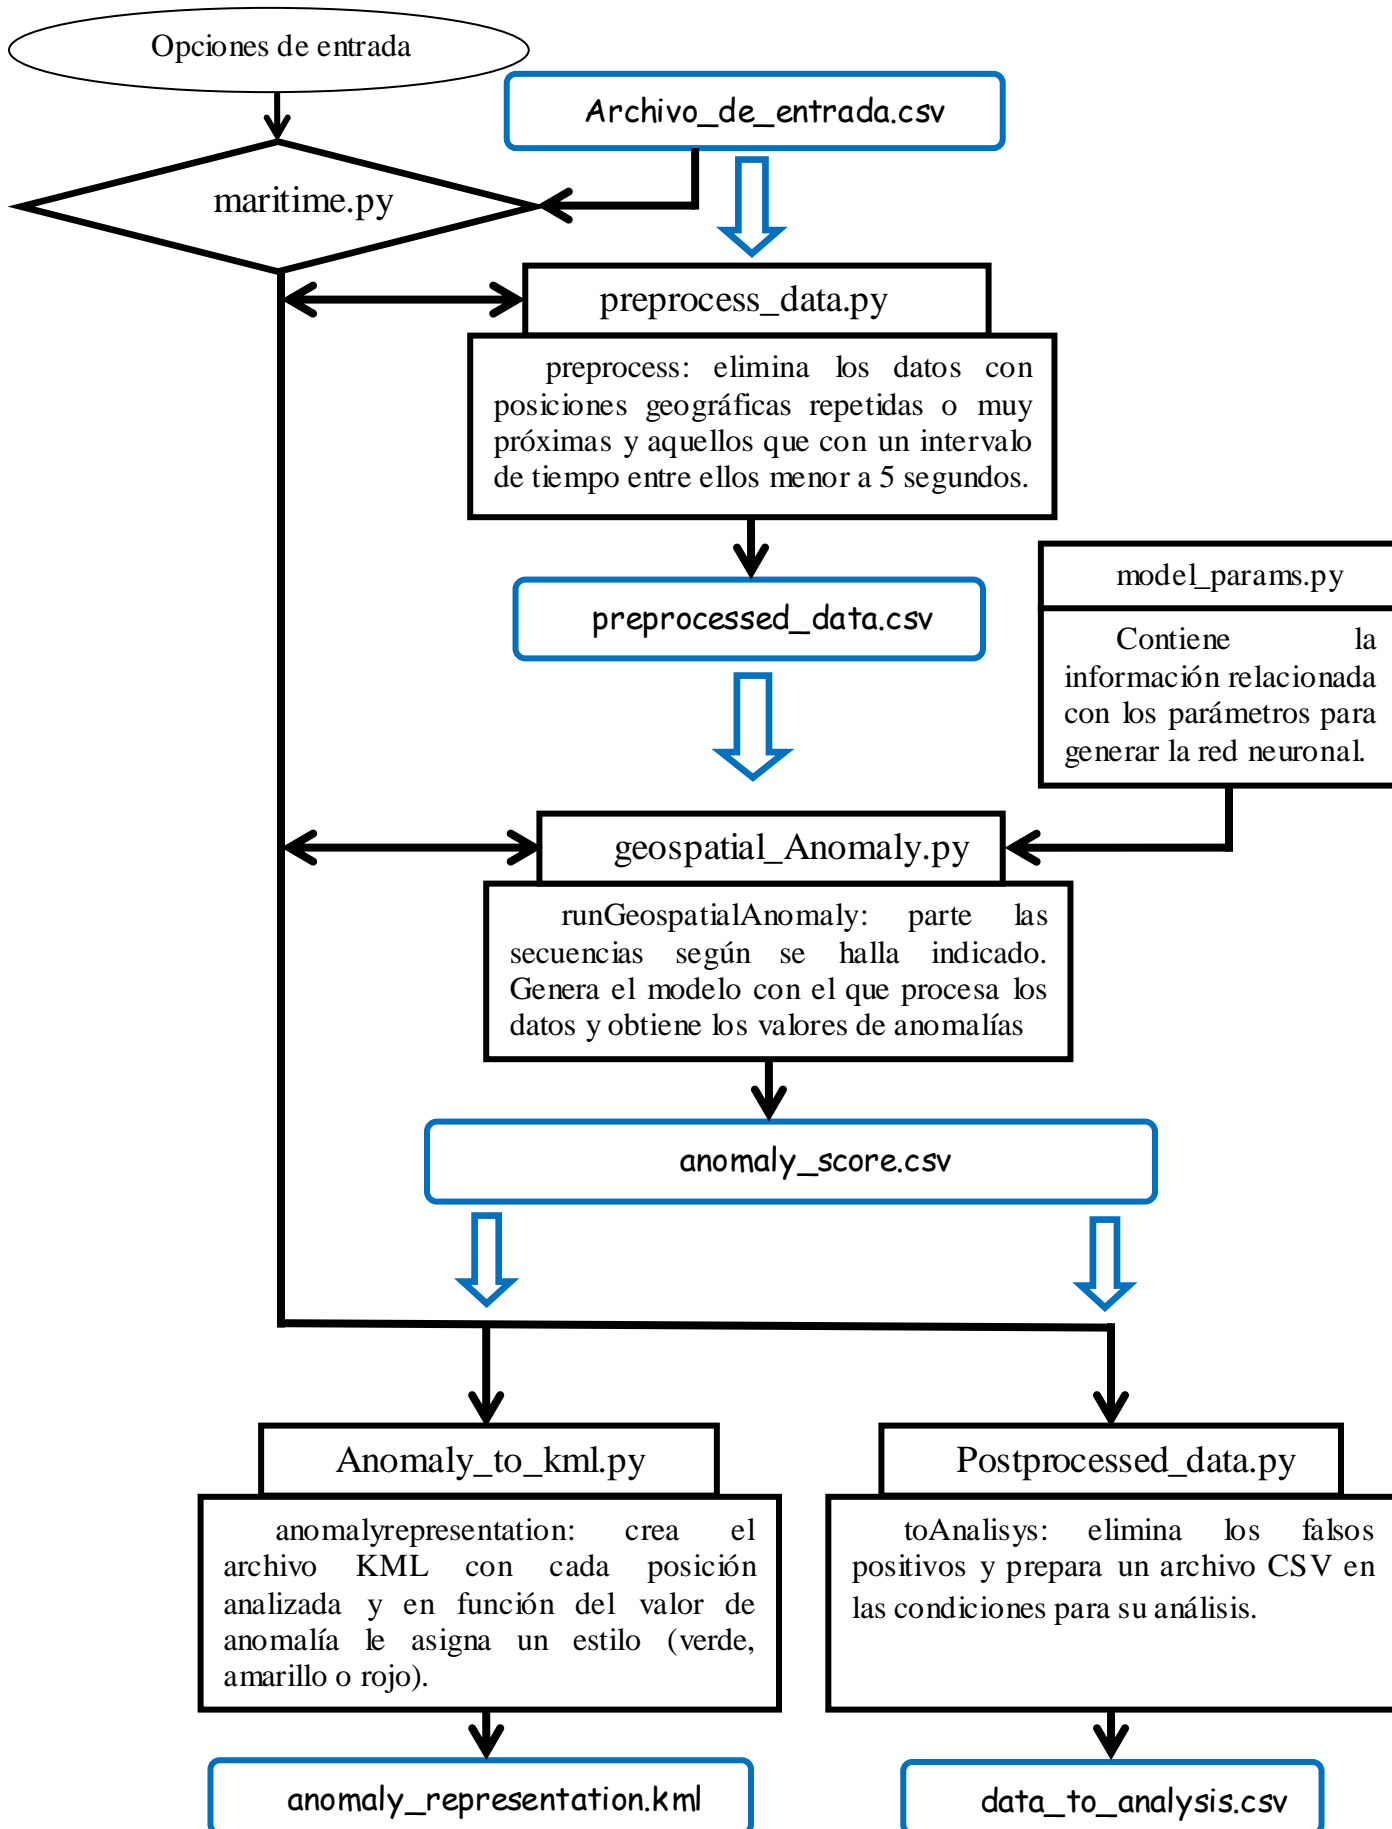 Opciones de entrada
Archivo_de_entrada.csv
maritime.py
preprocess_data.py
preprocess: elimina los datos con
posiciones geográficas repetidas o muy
próximas y aquellos que con un intervalo
de tiempo entre ellos menor a 5 segundos.
model_params.py
Contiene la
información relacionada
con los parámetros para
generar la red neuronal.
preprocessed_data.csv
geospatial_Anomaly.py
runGeospatialAnomaly: parte las
secuencias según se halla indicado.
Genera el modelo con el que procesa los
datos y obtiene los valores de anomalías
anomaly_score.csv
Anomaly_to_kml.py
anomalyrepresentation: crea el
archivo KML con cada posición
analizada y en función del valor de
anomalía le asigna un estilo (verde,
amarillo o rojo).
Postprocessed_data.py
toAnalisys: elimina los falsos
positivos y prepara un archivo CSV en
las condiciones para su análisis.
anomaly_representation.kml
data_to_analysis.csv